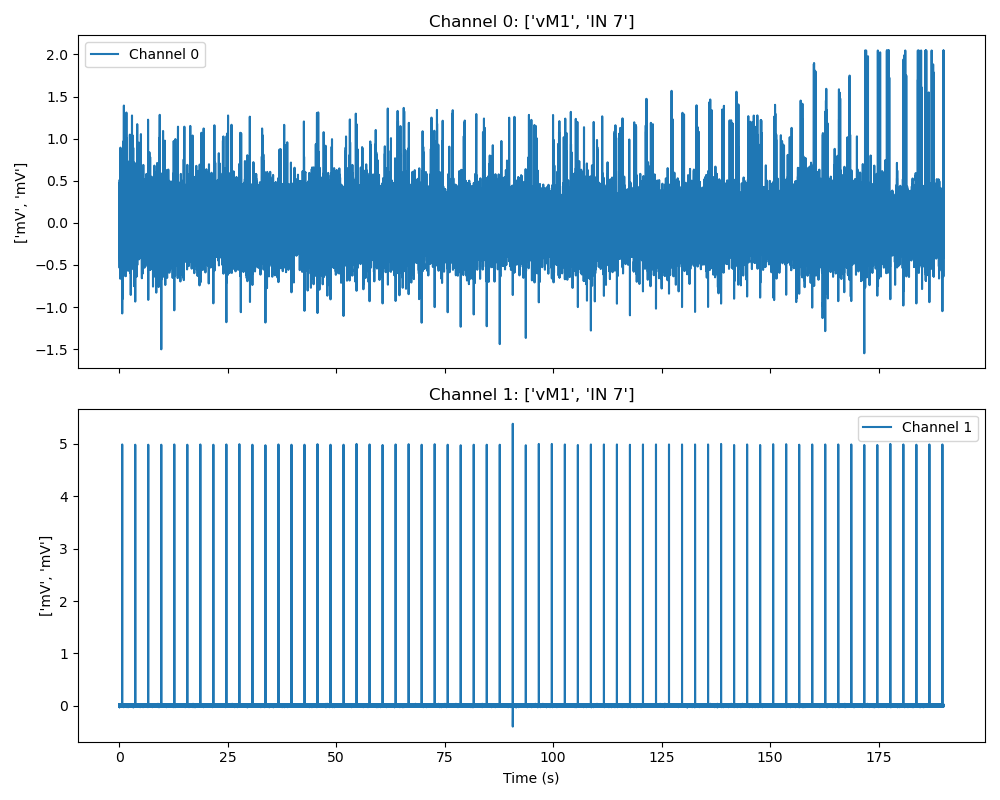 Channel 0: ['vM1', 'IN 7']
Channel 0
2.0
1.5
1.0
0.5
0.0
−0.5
−1.0
−1.5
['mV', 'mV']
Channel 1: ['vM1', 'IN 7']
Channel 1
5
4
3
2
1
0
['mV', 'mV']
0 25 50 75 100 125 150 175
Time (s)